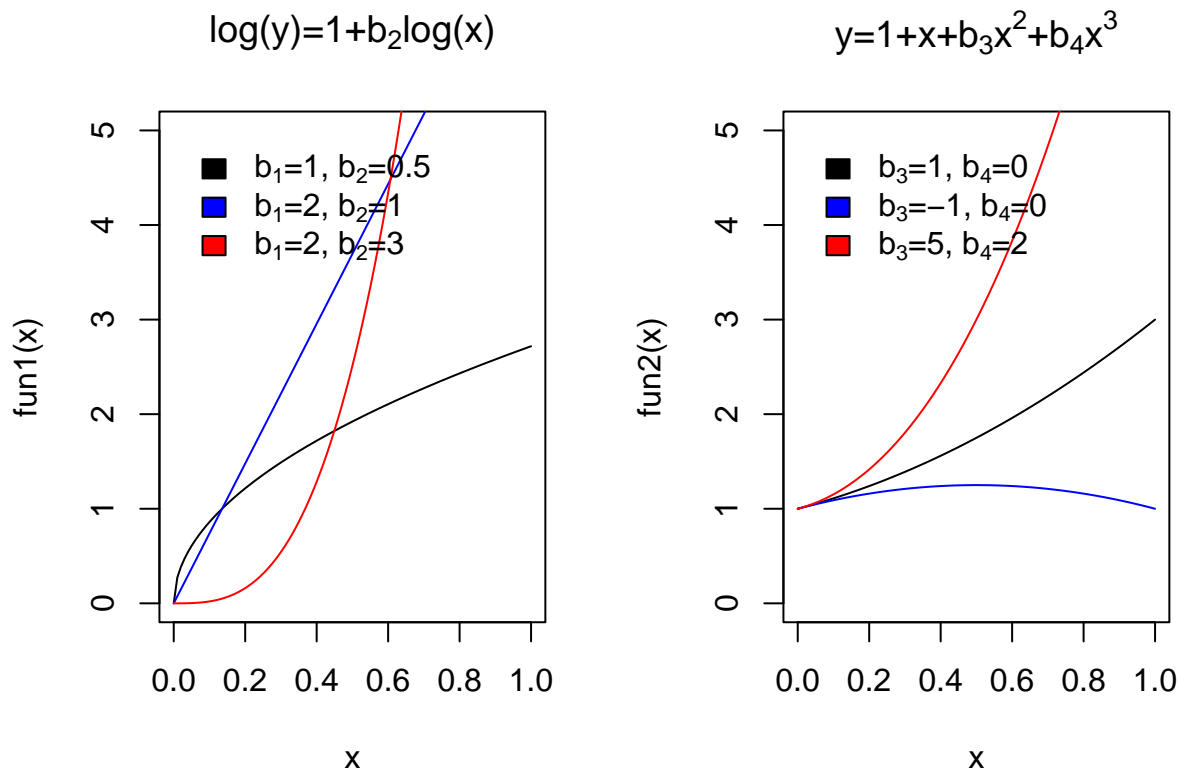 log(y)=1+b₂log(x)
fun1(x)
5
4
3
2
1
0
b₁=1, b₂=0.5
b₁=2, b₂=1
b₁=2, b₂=3
0.0 0.2 0.4 0.6 0.8 1.0
x
y=1+x+b₃x²+b₄x³
fun2(x)
5
4
3
2
1
0
b₃=1, b₄=0
b₃=−1, b₄=0
b₃=5, b₄=2
0.0 0.2 0.4 0.6 0.8 1.0
x